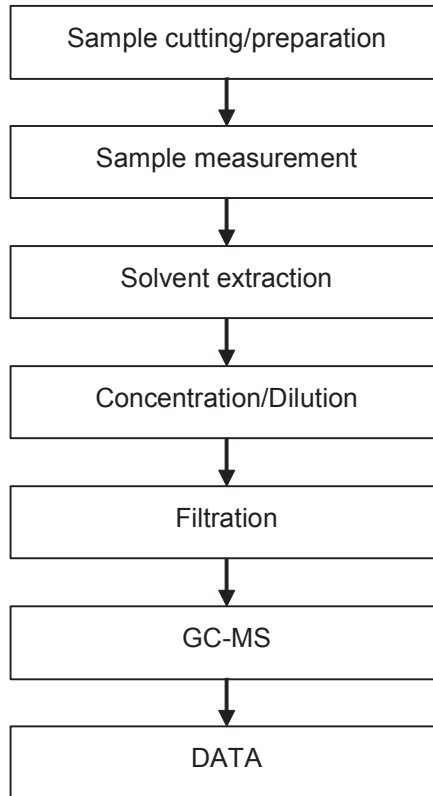 Sample cutting/preparation
Sample measurement
Solvent extraction
Concentration/Dilution
Filtration
GC-MS
DATA